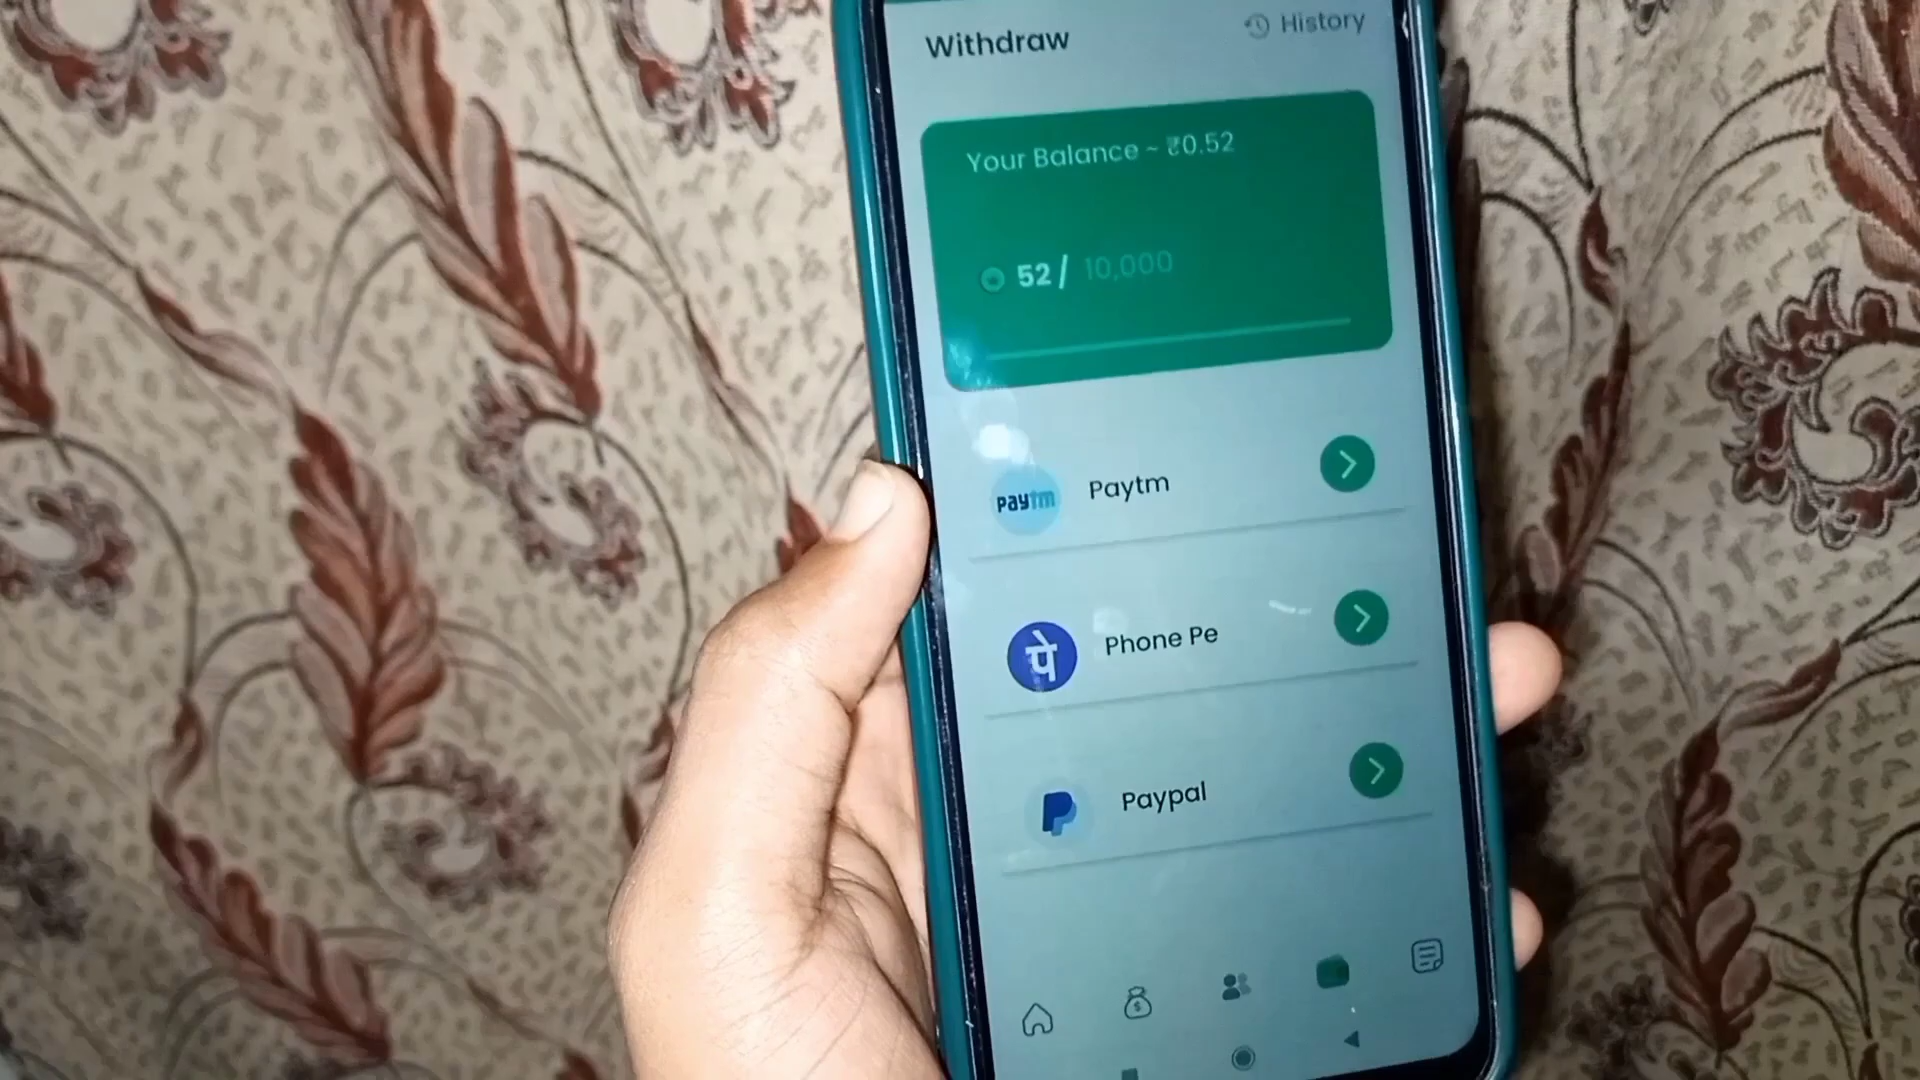 Withdraw
History
Your Balance ~ ₹0.52
52 / 10,000
paytm
Paytm
पे
Phone Pe
Paypal